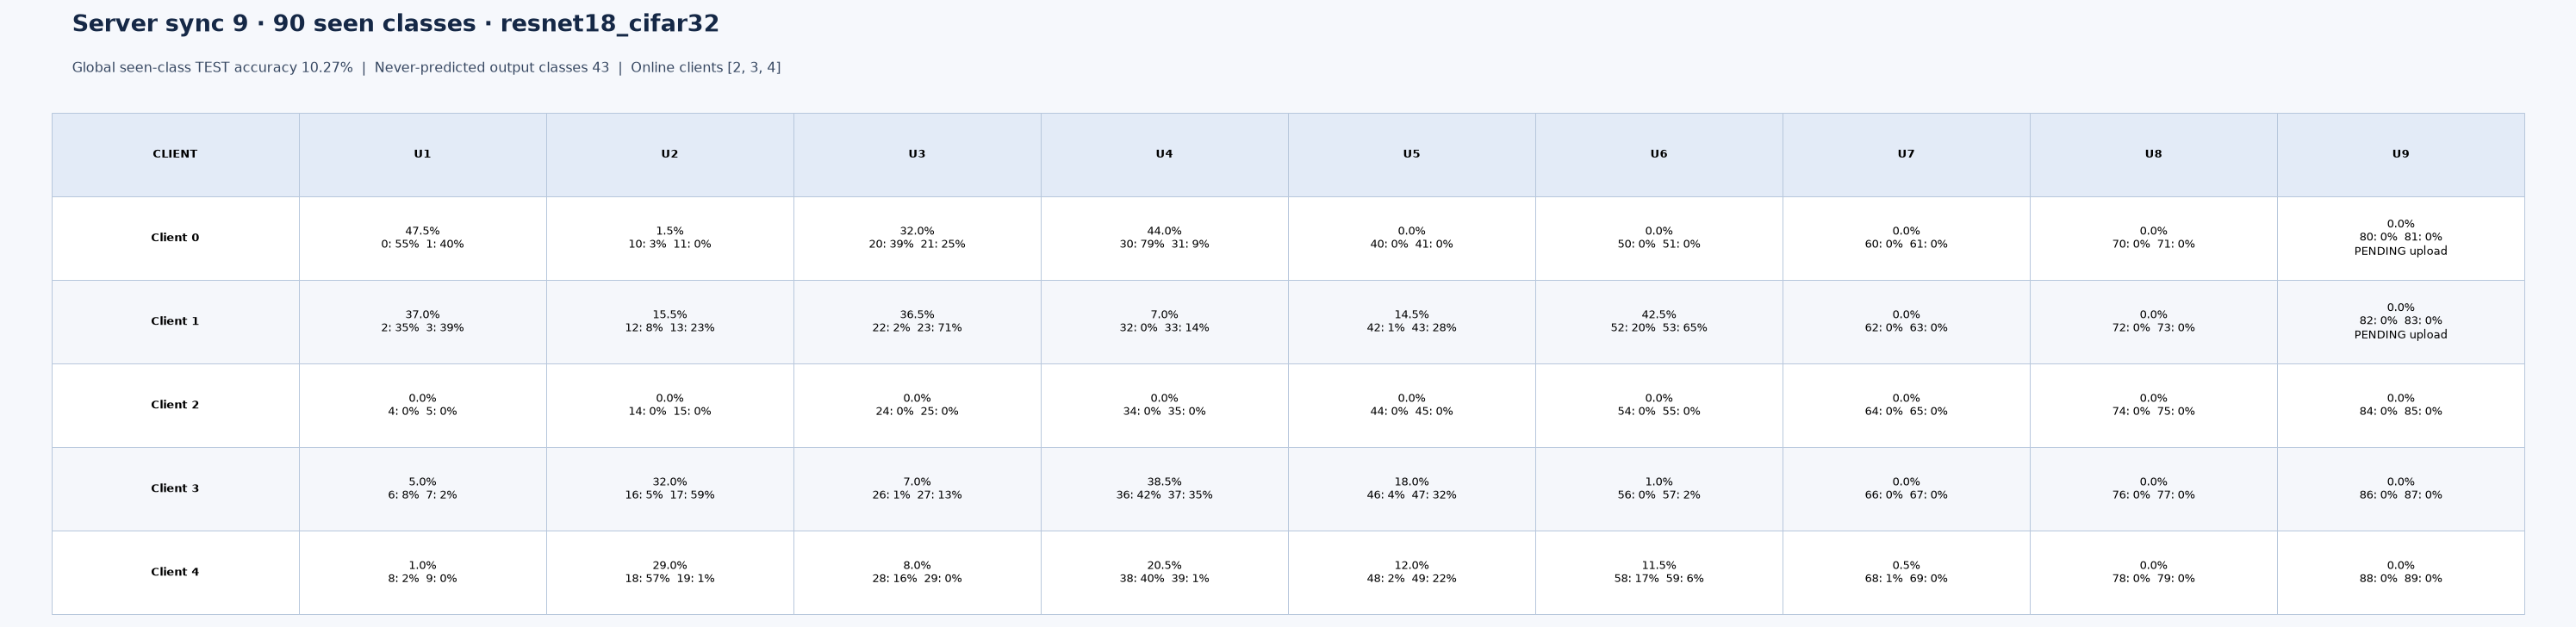 Server sync 9 · 90 seen classes · resnet18_cifar32
Global seen-class TEST accuracy 10.27%  |  Never-predicted output classes 43  |  Online clients [2, 3, 4]
CLIENT U1 U2 U3 U4 U5 U6 U7 U8 U9
47.5% 1.5% 32.0% 44.0% 0.0% 0.0% 0.0% 0.0% 0.0%
Client 0 0: 55%  1: 40% 10: 3%  11: 0% 20: 39%  21: 25% 30: 79%  31: 9% 40: 0%  41: 0% 50: 0%  51: 0% 60: 0%  61: 0% 70: 0%  71: 0% 80: 0%  81: 0%
PENDING upload
37.0% 15.5% 36.5% 7.0% 14.5% 42.5% 0.0% 0.0% 0.0%
Client 1 2: 35%  3: 39% 12: 8%  13: 23% 22: 2%  23: 71% 32: 0%  33: 14% 42: 1%  43: 28% 52: 20%  53: 65% 62: 0%  63: 0% 72: 0%  73: 0% 82: 0%  83: 0%
PENDING upload
0.0% 0.0% 0.0% 0.0% 0.0% 0.0% 0.0% 0.0% 0.0%
Client 2 4: 0%  5: 0% 14: 0%  15: 0% 24: 0%  25: 0% 34: 0%  35: 0% 44: 0%  45: 0% 54: 0%  55: 0% 64: 0%  65: 0% 74: 0%  75: 0% 84: 0%  85: 0%
5.0% 32.0% 7.0% 38.5% 18.0% 1.0% 0.0% 0.0% 0.0%
Client 3 6: 8%  7: 2% 16: 5%  17: 59% 26: 1%  27: 13% 36: 42%  37: 35% 46: 4%  47: 32% 56: 0%  57: 2% 66: 0%  67: 0% 76: 0%  77: 0% 86: 0%  87: 0%
1.0% 29.0% 8.0% 20.5% 12.0% 11.5% 0.5% 0.0% 0.0%
Client 4 8: 2%  9: 0% 18: 57%  19: 1% 28: 16%  29: 0% 38: 40%  39: 1% 48: 2%  49: 22% 58: 17%  59: 6% 68: 1%  69: 0% 78: 0%  79: 0% 88: 0%  89: 0%